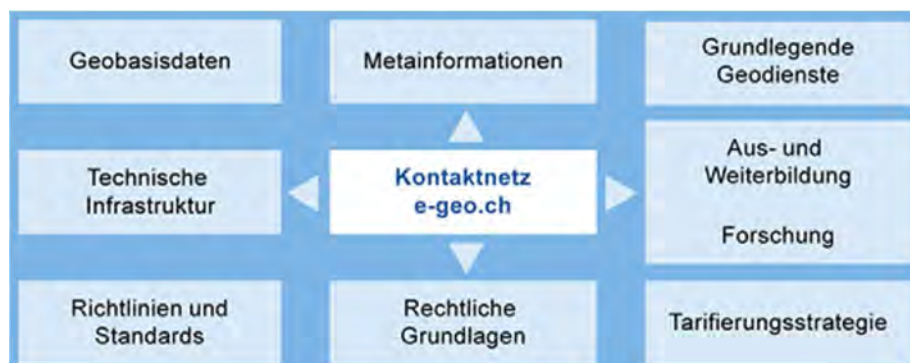 Geobasisdaten
Metainformationen
Grundlegende
Geodienste
Technische
Infrastruktur
Kontaktnetz
e-geo.ch
Aus- und
Weiterbildung
Forschung
Richtlinien und
Standards
Rechtliche
Grundlagen
Tarifierungsstrategie